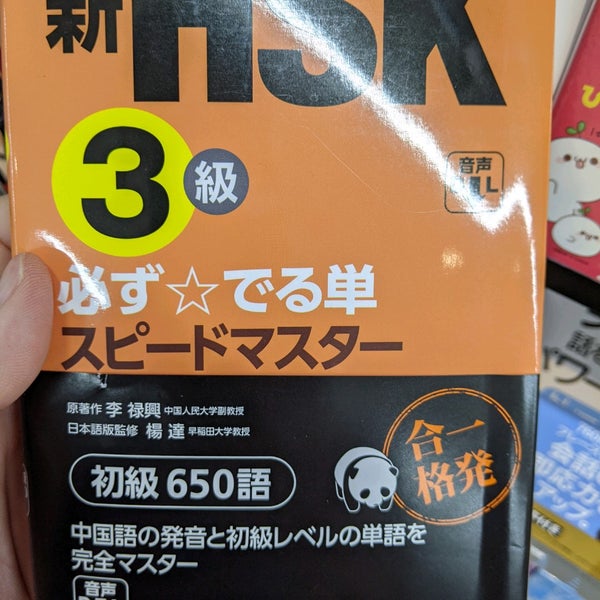 新HSK
3級
音声
DL
必ず☆でる単
スピードマスター
原著作 李 禄興 中国人民大学副教授
日本語版監修 楊 達 早稲田大学教授
一発
合格
初級 650語
中国語の発音と初級レベルの単語を
完全マスター
音声